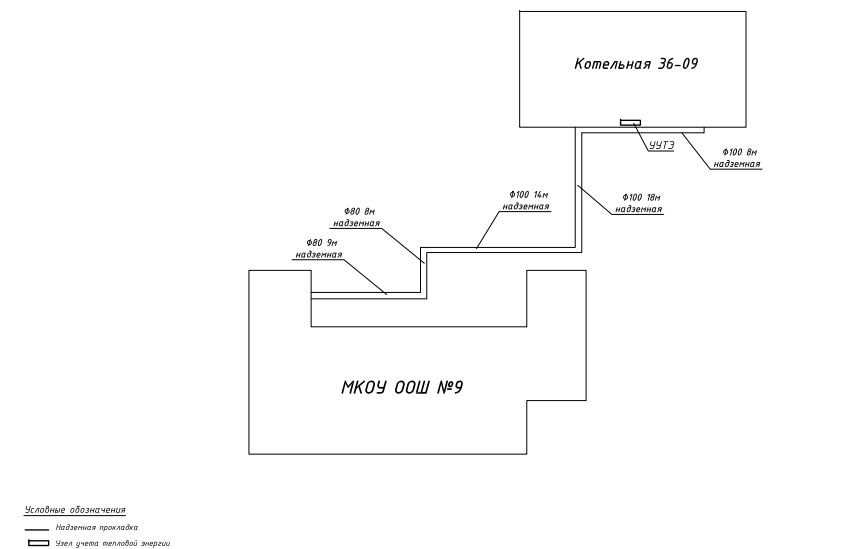 Котельная 36-09
УУТЭ
Ф100 8м
надземная
Ф100 14м
надземная
Ф100 18м
надземная
Ф80 8м
надземная
Ф80 9м
надземная
МКОУ ООШ №9
Условные обозначения
Надземная прокладка
Узел учета тепловой энергии